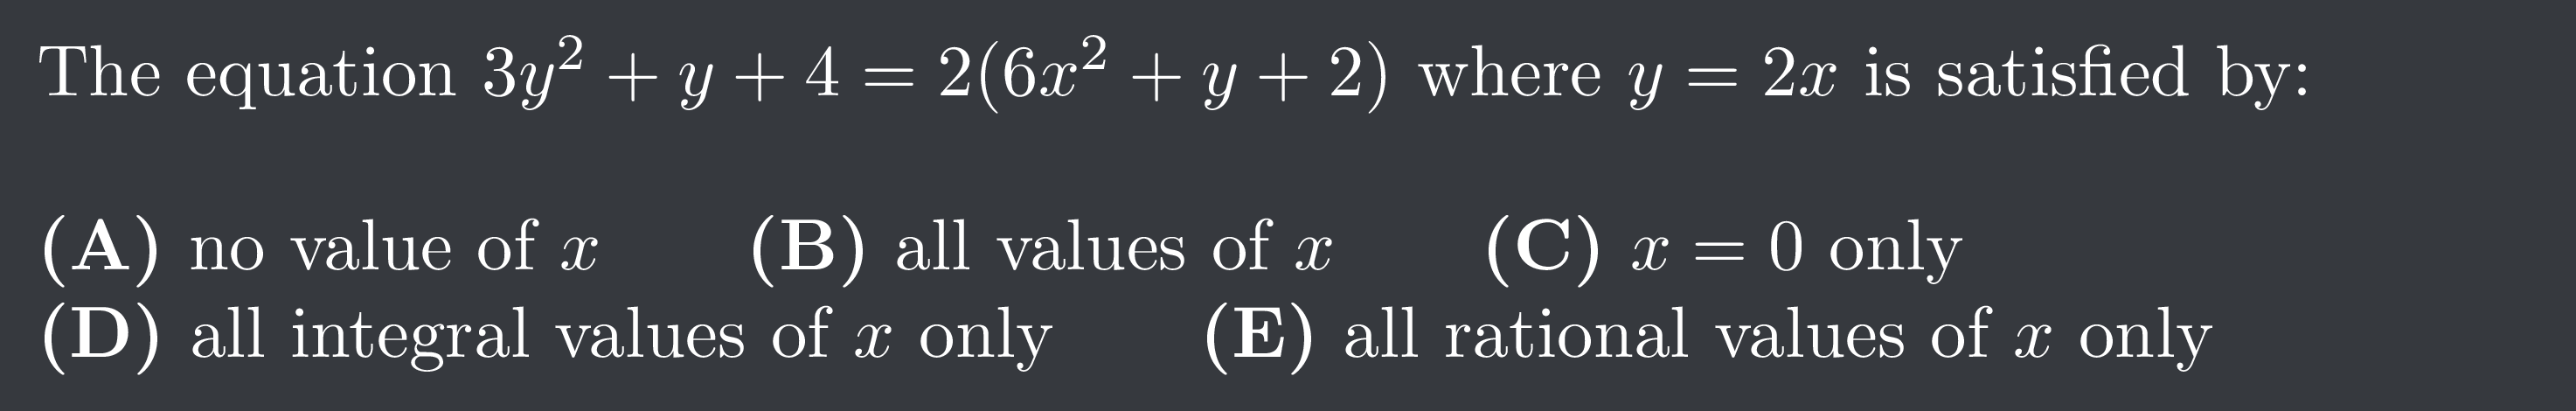 The equation 3y² + y + 4 = 2(6x² + y + 2) where y = 2x is satisfied by:
(A) no value of x (B) all values of x (C) x = 0 only
(D) all integral values of x only (E) all rational values of x only